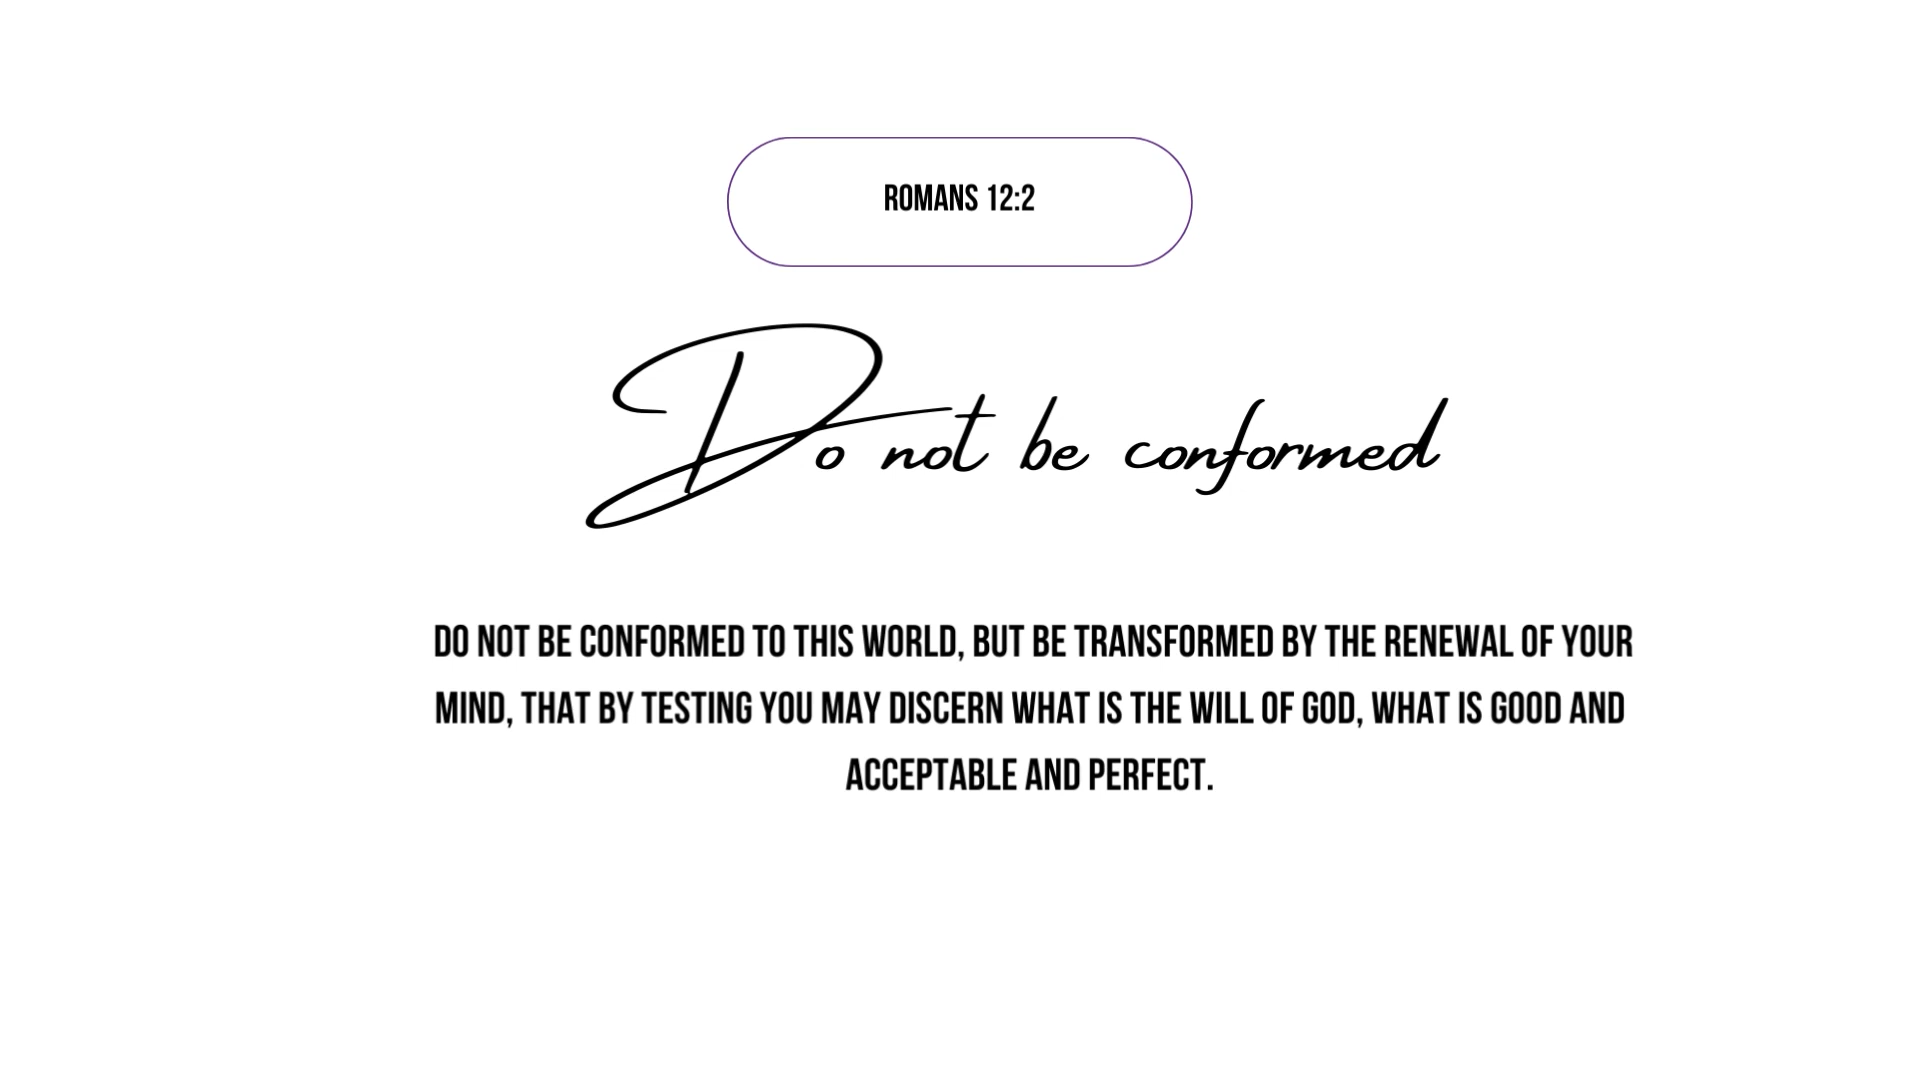 ROMANS 12:2
Do not be conformed
DO NOT BE CONFORMED TO THIS WORLD, BUT BE TRANSFORMED BY THE RENEWAL OF YOUR
MIND, THAT BY TESTING YOU MAY DISCERN WHAT IS THE WILL OF GOD, WHAT IS GOOD AND
ACCEPTABLE AND PERFECT.